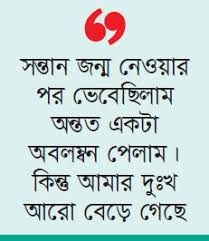 সন্তান জন্ম নেওয়ার
পর ভেবেছিলাম
অন্তত একটা
অবলম্বন পেলাম।
কিন্তু আমার দুঃখ
আরো বেড়ে গেছে